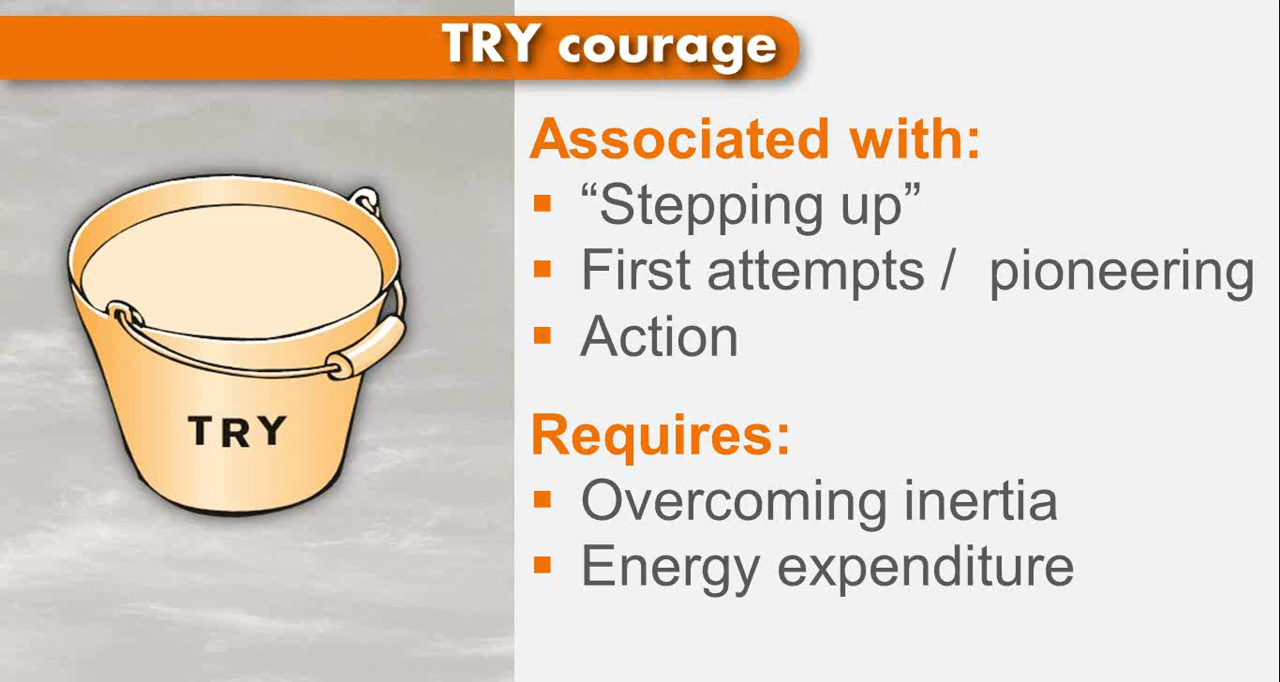 TRY courage
TRY
Associated with:
▪ “Stepping up”
▪ First attempts /  pioneering
▪ Action
Requires:
▪ Overcoming inertia
▪ Energy expenditure